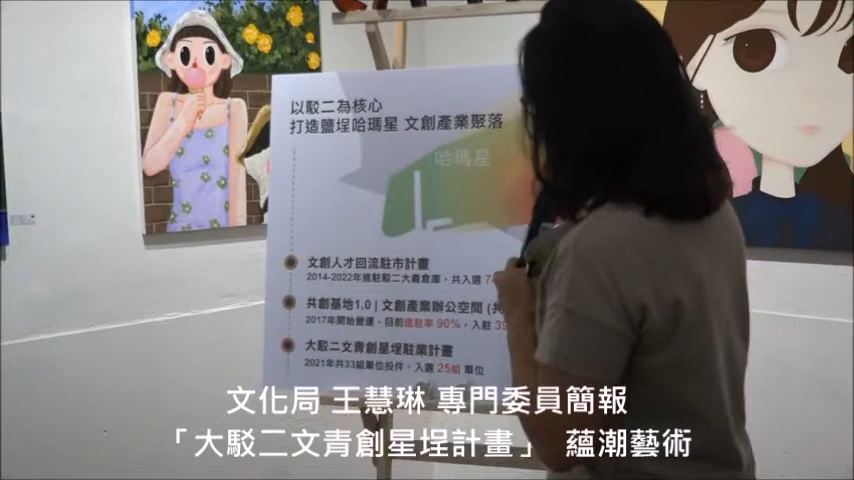 以駁二為核心
打造鹽埕哈瑪星 文創產業聚落
哈瑪星
文創人才回流駐市計畫
2014-2022年進駐駁二大義倉庫，共入選
共創基地1.0 | 文創產業辦公空間
2017年開始營運，目前進駐率 90%，入駐
大駁二文青創星埕駐業計畫
2021年共33組單位投件，入選 25組 單位
文化局 王慧琳 專門委員簡報
「大駁二文青創星埕計畫」 蘊潮藝術